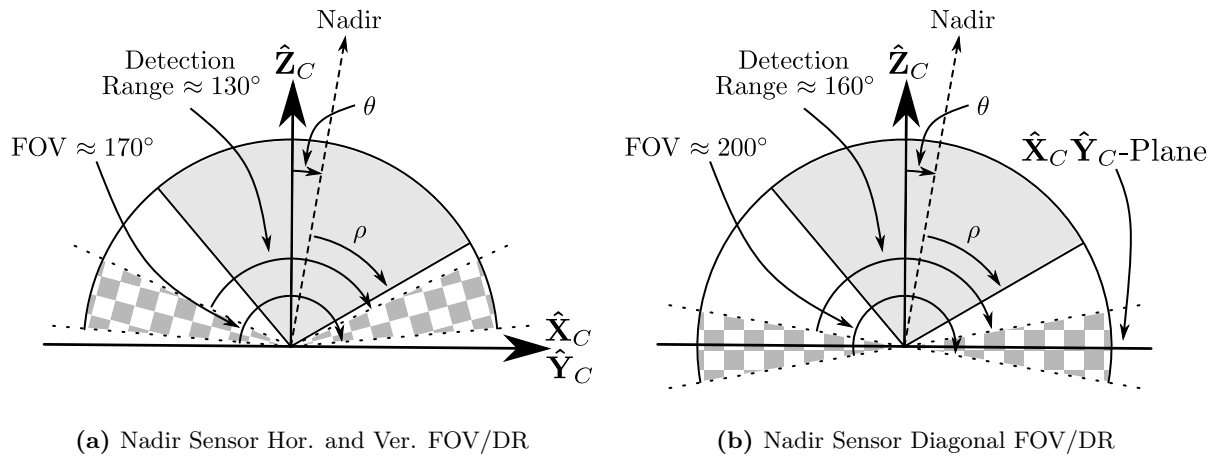 Nadir
Detection
Range ≈ 130°
Ẑ_C
θ
FOV ≈ 170°
ρ
X̂_C
Ŷ_C
(a) Nadir Sensor Hor. and Ver. FOV/DR
Nadir
Detection
Range ≈ 160°
Ẑ_C
θ
FOV ≈ 200°
X̂_C Ŷ_C-Plane
ρ
(b) Nadir Sensor Diagonal FOV/DR